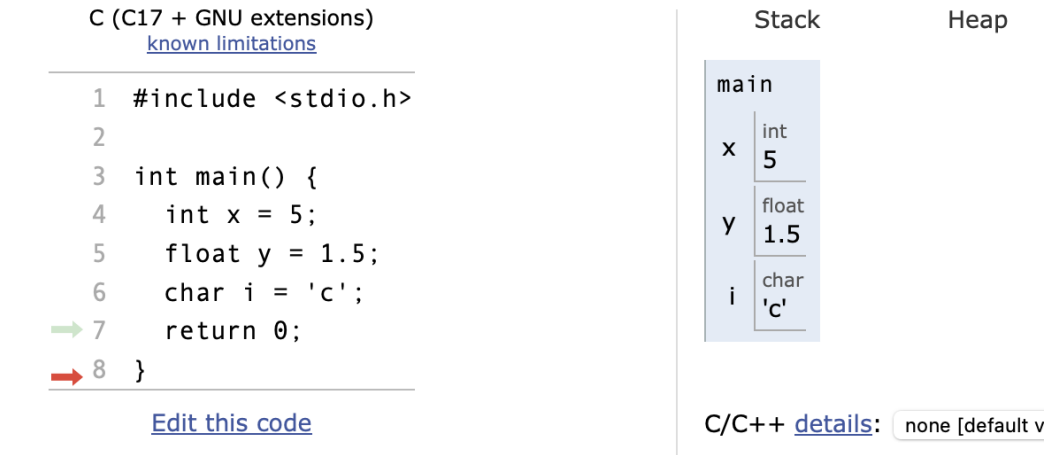 C (C17 + GNU extensions)
known limitations
1 #include <stdio.h>
2
3 int main() {
4 int x = 5;
5 float y = 1.5;
6 char i = 'c';
7 return 0;
8 }
Edit this code
Stack Heap
main
int
x 5
float
y 1.5
char
i 'c'
C/C++ details: none [default v